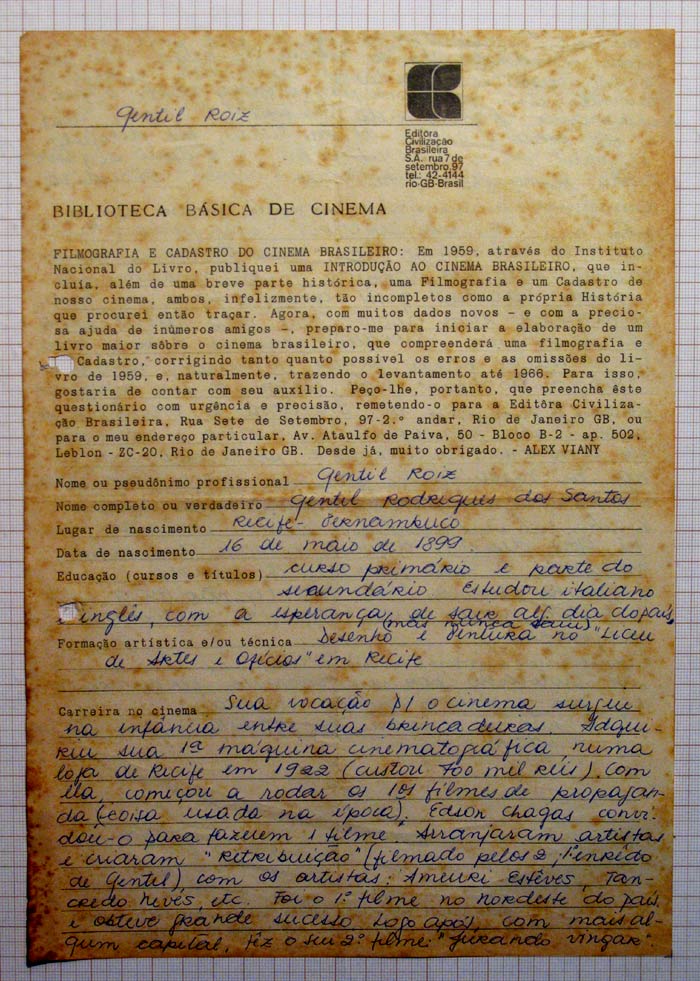 Gentil Roiz
Editora
Civilização
Brasileira
S.A. rua 7 de
setembro, 97
tel.: 42-4144
rio-GB-Brasil
BIBLIOTECA BÁSICA DE CINEMA
FILMOGRAFIA E CADASTRO DO CINEMA BRASILEIRO: Em 1959, através do Instituto
Nacional do Livro, publiquei uma INTRODUÇÃO AO CINEMA BRASILEIRO, que in-
cluía, além de uma breve parte histórica, uma Filmografia e um Cadastro de
nosso cinema, ambos, infelizmente, tão incompletos como a própria História
que procurei então traçar. Agora, com muitos dados novos - e com a precio-
sa ajuda de inúmeros amigos -, preparo-me para iniciar a elaboração de um
livro maior sôbre o cinema brasileiro, que compreenderá uma filmografia e
Cadastro, corrigindo tanto quanto possível os erros e as omissões do li-
vro de 1959, e, naturalmente, trazendo o levantamento até 1966. Para isso,
gostaria de contar com seu auxílio. Peço-lhe, portanto, que preencha êste
questionário com urgência e precisão, remetendo-o para a Editôra Civiliza-
ção Brasileira, Rua Sete de Setembro, 97-2.º andar, Rio de Janeiro GB, ou
para o meu endereço particular, Av. Ataulfo de Paiva, 50 - Bloco B-2 - ap. 502,
Leblon - ZC-20, Rio de Janeiro GB. Desde já, muito obrigado. - ALEX VIANY
Nome ou pseudônimo profissional Gentil Roiz
Nome completo ou verdadeiro Gentil Rodrigues dos Santos
Lugar de nascimento Recife - Pernambuco
Data de nascimento 16 de maio de 1899.
Educação (cursos e títulos) curso primário e parte do
secundário Estudou italiano
inglês, com a esperança de sair alg. dia do país,
(mas nunca saiu)
Formação artística e/ou técnica Desenho e Pintura no "Liceu
de Artes e Ofícios" em Recife
Carreira no cinema Sua vocação p/ o cinema surgiu
na infância entre suas brincadeiras. Adqui-
riu sua 1ª máquina cinematográfica, numa
loja de Recife em 1922 (custou 700 mil réis). Com
ela, começou a rodar os 1os filmes de propagan-
da (coisa usada na época). Edson Chagas convi-
dou-o para fazerem 1 filme. Arranjaram artistas
e criaram "Retribuição" (filmado pelos 2, 1º enrêdo
de Gentil), com os artistas: Ameuri Estêves, Tan-
credo Neves, etc. Foi o 1º filme no nordeste do país,
e obteve grande sucesso. Logo após, com mais al-
gum capital, fêz o seu 2º filme: "Jurando Vingar"